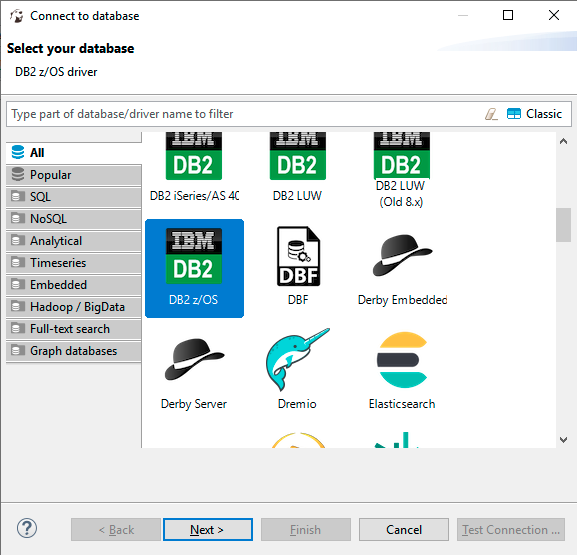 Connect to database
Select your database
DB2 z/OS driver
Type part of database/driver name to filter
Classic
All
Popular
SQL
NoSQL
Analytical
Timeseries
Embedded
Hadoop / BigData
Full-text search
Graph databases
IBM
DB2
IBM
DB2
IBM
DB2
DB2 iSeries/AS 40
DB2 LUW
DB2 LUW
(Old 8.x)
IBM
DB2
DBF
DB2 z/OS
DBF
Derby Embedded
Derby Server
Dremio
Elasticsearch
?
< Back
Next >
Finish
Cancel
Test Connection ...